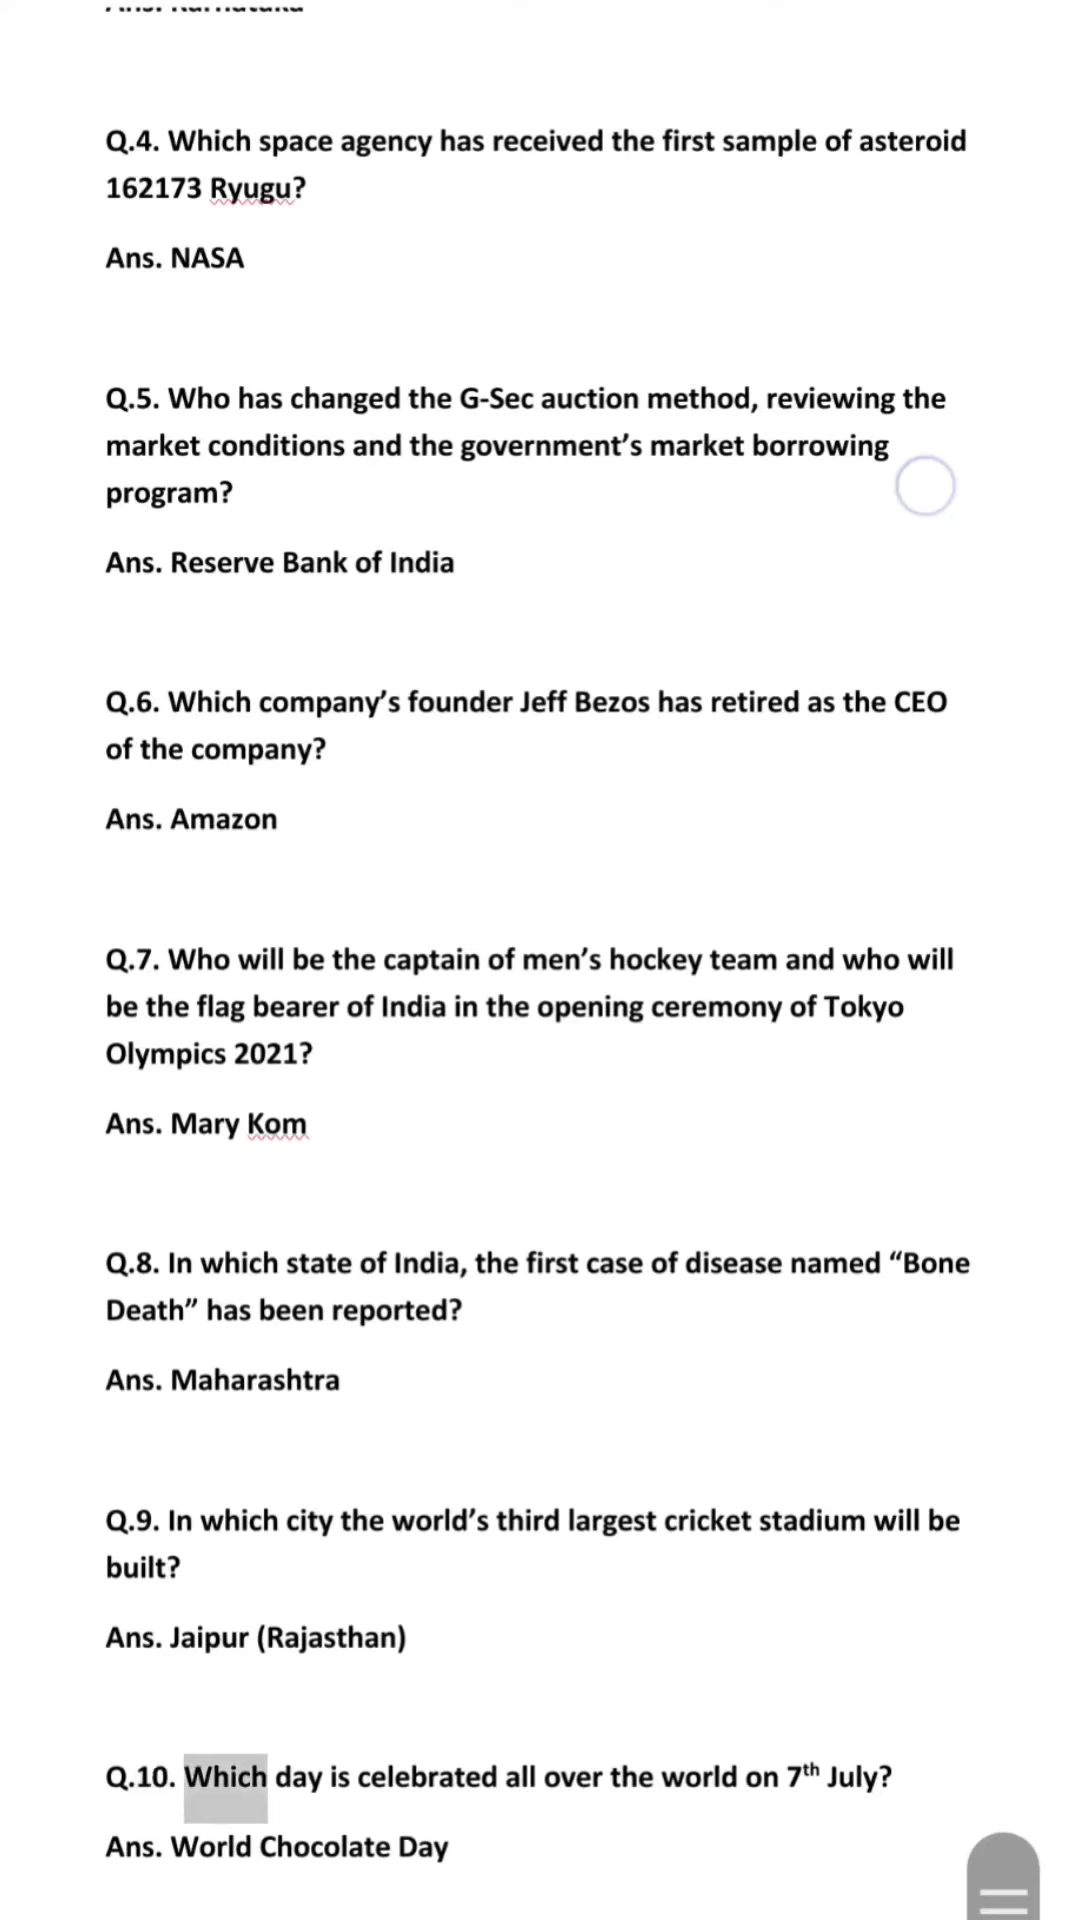 Ans. Karnataka
Q.4. Which space agency has received the first sample of asteroid
162173 Ryugu?
Ans. NASA
Q.5. Who has changed the G-Sec auction method, reviewing the
market conditions and the government’s market borrowing
program?
Ans. Reserve Bank of India
Q.6. Which company’s founder Jeff Bezos has retired as the CEO
of the company?
Ans. Amazon
Q.7. Who will be the captain of men’s hockey team and who will
be the flag bearer of India in the opening ceremony of Tokyo
Olympics 2021?
Ans. Mary Kom
Q.8. In which state of India, the first case of disease named “Bone
Death” has been reported?
Ans. Maharashtra
Q.9. In which city the world’s third largest cricket stadium will be
built?
Ans. Jaipur (Rajasthan)
Q.10. Which day is celebrated all over the world on 7th July?
Ans. World Chocolate Day